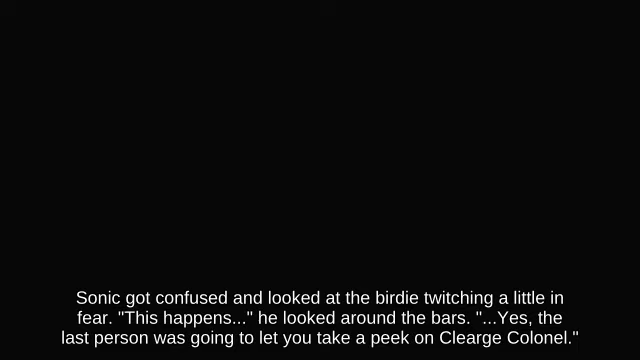 Sonic got confused and looked at the birdie twitching a little in
fear. "This happens..." he looked around the bars. "...Yes, the
last person was going to let you take a peek on Clearge Colonel."